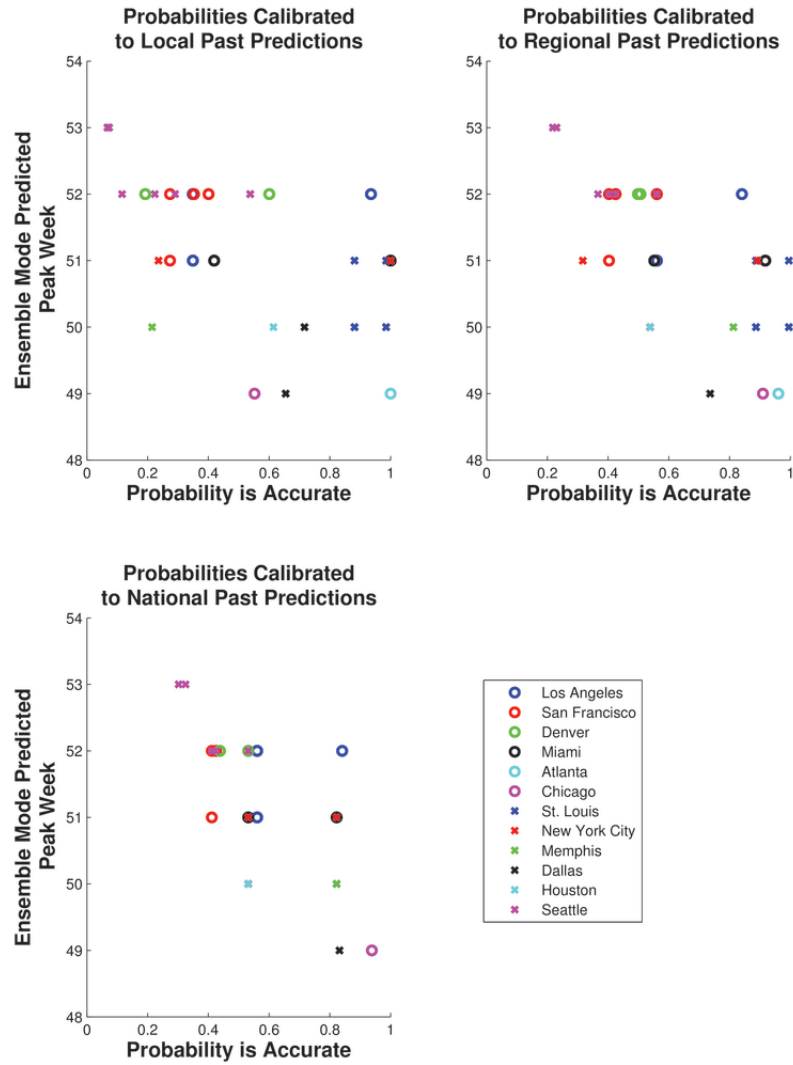 Probabilities Calibrated
to Local Past Predictions
54
53
52
51
50
49
48
0
0.2
0.4
0.6
0.8
1
Ensemble Mode Predicted
Peak Week
Probability is Accurate
Probabilities Calibrated
to Regional Past Predictions
54
53
52
51
50
49
48
0
0.2
0.4
0.6
0.8
1
Probability is Accurate
Probabilities Calibrated
to National Past Predictions
54
53
52
51
50
49
48
0
0.2
0.4
0.6
0.8
1
Ensemble Mode Predicted
Peak Week
Probability is Accurate
Los Angeles
San Francisco
Denver
Miami
Atlanta
Chicago
St. Louis
New York City
Memphis
Dallas
Houston
Seattle